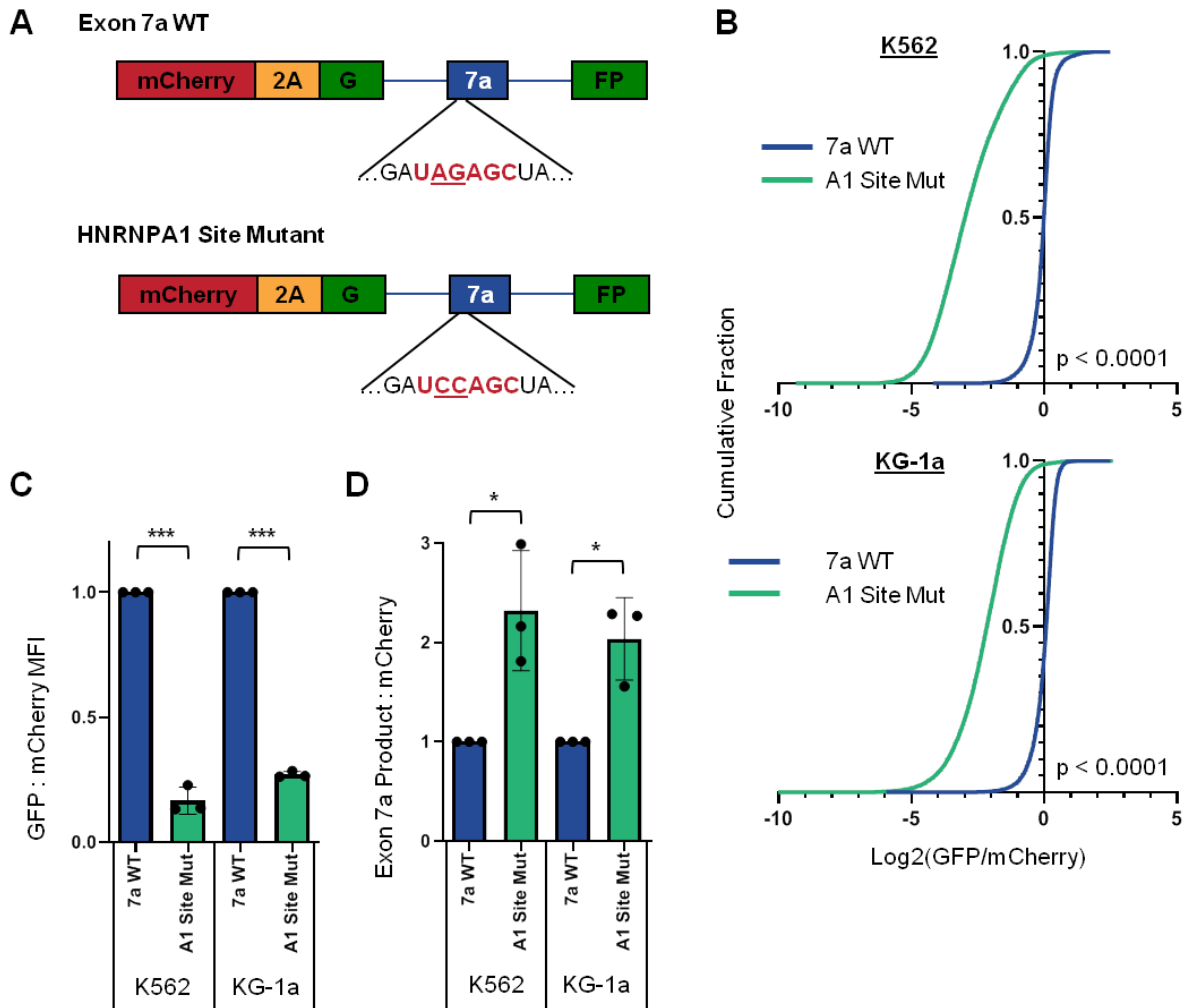 A
Exon 7a WT
mCherry 2A G 7a FP
...GAUAGAGCUA...
HNRNPA1 Site Mutant
mCherry 2A G 7a FP
...GAUCCAGCUA...
B
K562
7a WT
A1 Site Mut
1.0
0.5
p < 0.0001
-10 -5 0 5
Cumulative Fraction
KG-1a
7a WT
A1 Site Mut
1.0
0.5
p < 0.0001
-10 -5 0 5
Log2(GFP/mCherry)
C
*** ***
GFP : mCherry MFI
1.0
0.5
0.0
7a WT
A1 Site Mut
7a WT
A1 Site Mut
K562 KG-1a
D
* *
Exon 7a Product : mCherry
3
2
1
0
7a WT
A1 Site Mut
7a WT
A1 Site Mut
K562 KG-1a